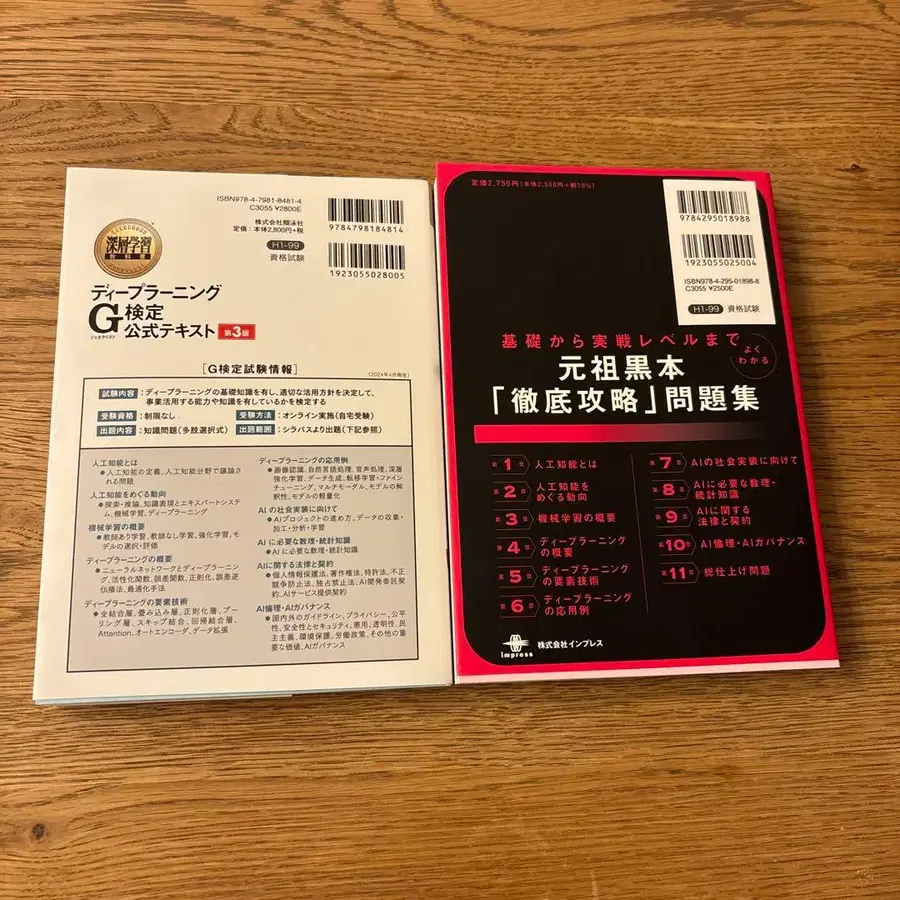 ISBN978-4-7981-8481-4
C3055 ¥2800E
株式会社翔泳社
定価:本体2,800円+税
H1-99
資格試験
9784798184814
1923055028005
深層学習
教科書
ディープラーニング
G検定
ジェネラリスト
公式テキスト
第3版
[G検定試験情報]
(2024年4月現在)
試験内容:ディープラーニングの基礎知識を有し、適切な活用方針を決定して、
事業活用する能力や知識を有しているかを検定する
受験資格:制限なし
受験方法:オンライン実施(自宅受験)
出題内容:知識問題(多肢選択式)
出題範囲:シラバスより出題(下記参照)
人工知能とは
●人工知能の定義、人工知能分野で議論さ
れる問題
人工知能をめぐる動向
●探索・推論、知識表現とエキスパートシステ
ム、機械学習、ディープラーニング
機械学習の概要
●教師あり学習、教師なし学習、強化学習、モ
デルの選択・評価
ディープラーニングの概要
●ニューラルネットワークとディープラーニン
グ、活性化関数、誤差関数、正則化、誤差逆
伝播法、最適化手法
ディープラーニングの要素技術
●全結合層、畳み込み層、正則化層、プー
リング層、スキップ結合、回帰結合層、
Attention、オートエンコーダ、データ拡張
ディープラーニングの応用例
●画像認識、自然言語処理、音声処理、深層
強化学習、データ生成、転移学習・ファイン
チューニング、マルチモーダル、モデルの解
釈性、モデルの軽量化
AIの社会実装に向けて
●AIプロジェクトの進め方、データの収集・
加工・分析・学習
AIに必要な数理・統計知識
●AIに必要な数理・統計知識
AIに関する法律と契約
●個人情報保護法、著作権法、特許法、不正
競争防止法、独占禁止法、AI開発委託契
約、AIサービス提供契約
AI倫理・AIガバナンス
●国内外のガイドライン、プライバシー、公平
性、安全性とセキュリティ、悪用、透明性、民
主主義、環境保護、労働政策、その他の重
要な価値、AIガバナンス
定価2,750円(本体2,500円+税10%)
9784295018988
1923055025004
ISBN978-4-295-01898-8
C3055 ¥2500E
H1-99 資格試験
基礎から実戦レベルまで
よくわかる
元祖黒本
「徹底攻略」問題集
第1章 人工知能とは
第2章 人工知能を
めぐる動向
第3章 機械学習の概要
第4章 ディープラーニング
の概要
第5章 ディープラーニング
の要素技術
第6章 ディープラーニング
の応用例
第7章 AIの社会実装に向けて
第8章 AIに必要な数理・
統計知識
第9章 AIに関する
法律と契約
第10章 AI倫理・AIガバナンス
第11章 総仕上げ問題
impress
株式会社インプレス